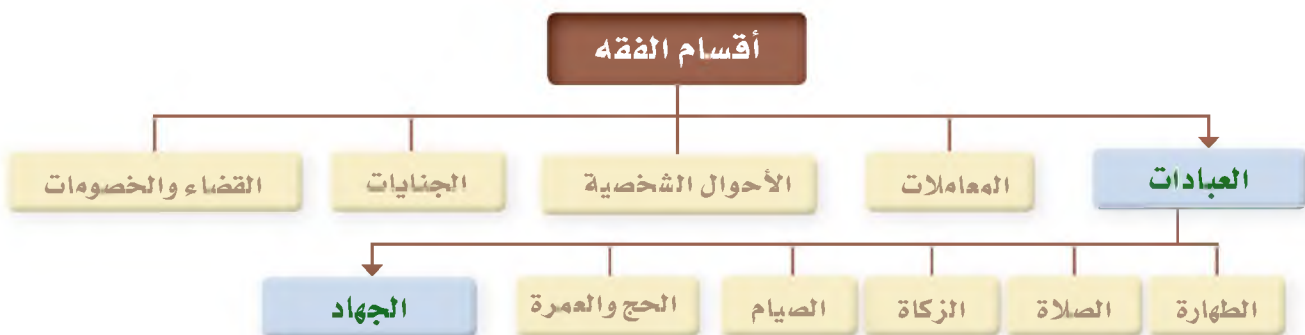 أقسام الفقه
العبادات
المعاملات
الأحوال الشخصية
الجنايات
القضاء والخصومات
الطهارة
الصلاة
الزكاة
الصيام
الحج والعمرة
الجهاد